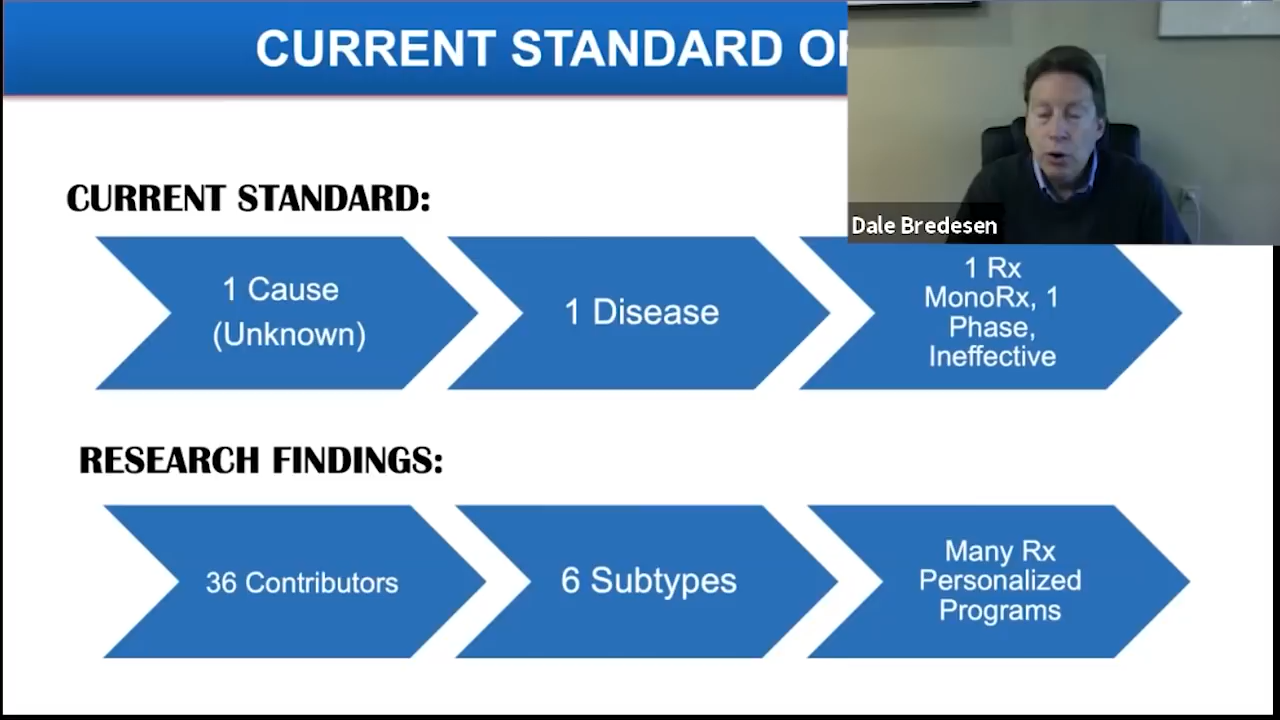 CURRENT STANDARD
Dale Bredesen
CURRENT STANDARD:
1 Cause
(Unknown)
1 Disease
1 Rx
MonoRx, 1
Phase,
Ineffective
RESEARCH FINDINGS:
36 Contributors
6 Subtypes
Many Rx
Personalized
Programs